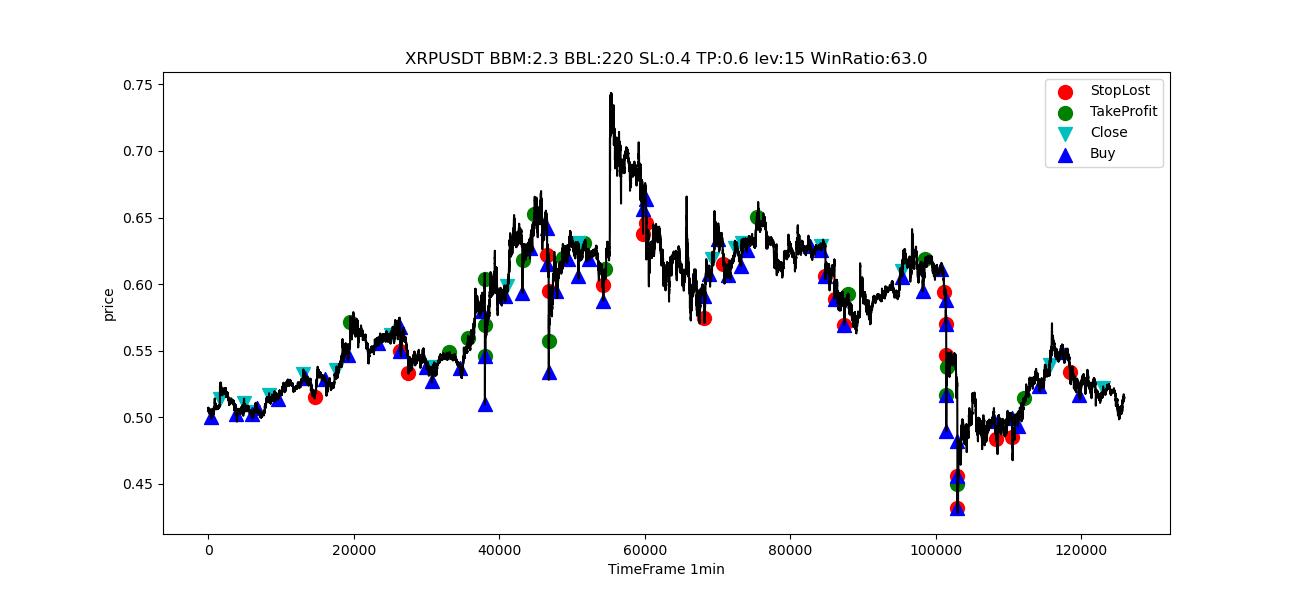 XRPUSDT BBM:2.3 BBL:220 SL:0.4 TP:0.6 lev:15 WinRatio:63.0
StopLost
TakeProfit
Close
Buy
0.75
0.70
0.65
0.60
0.55
0.50
0.45
price
0 20000 40000 60000 80000 100000 120000
TimeFrame 1min